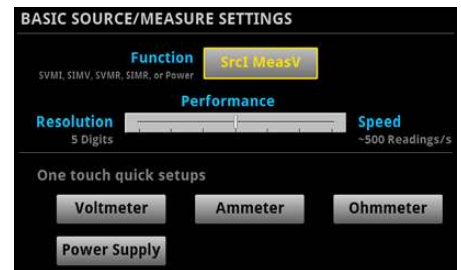 BASIC SOURCE/MEASURE SETTINGS
Function
SrcI MeasV
SVMI, SIMV, SVMR, SIMR, or Power
Performance
Resolution
Speed
5 Digits
~500 Readings/s
One touch quick setups
Voltmeter
Ammeter
Ohmmeter
Power Supply